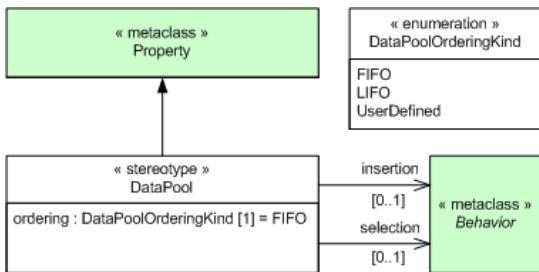 « metaclass »
Property
« enumeration »
DataPoolOrderingKind
FIFO
LIFO
UserDefined
« stereotype »
DataPool
ordering : DataPoolOrderingKind [1] = FIFO
insertion
[0..1]
selection
[0..1]
« metaclass »
Behavior